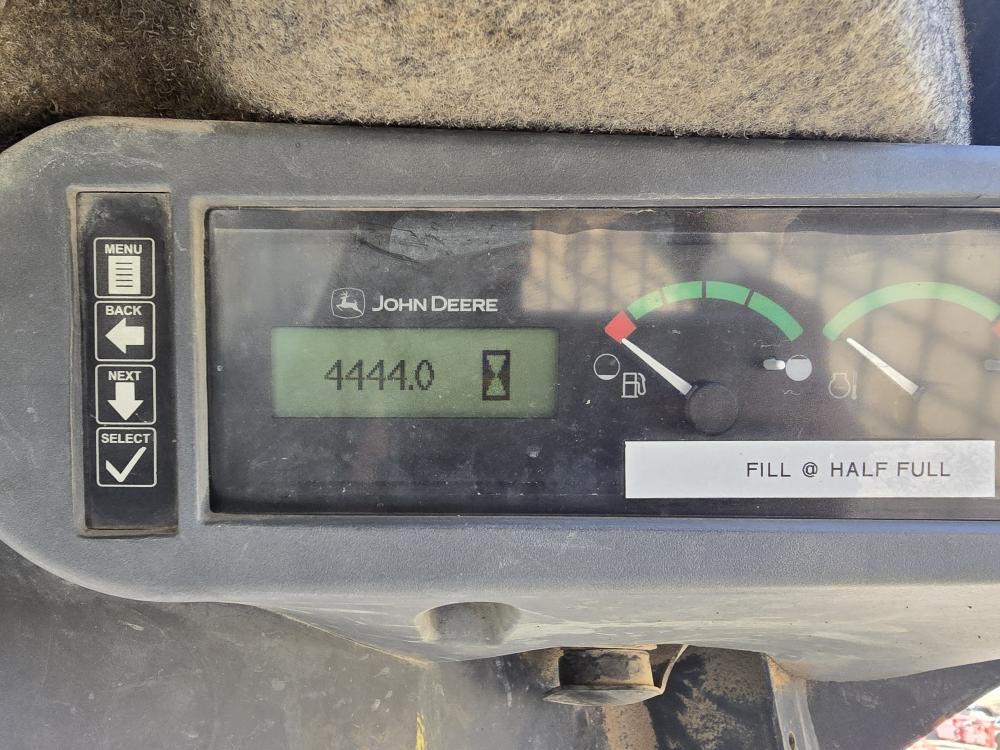 MENU
BACK
NEXT
SELECT
JOHN DEERE
4444.0
FILL @ HALF FULL